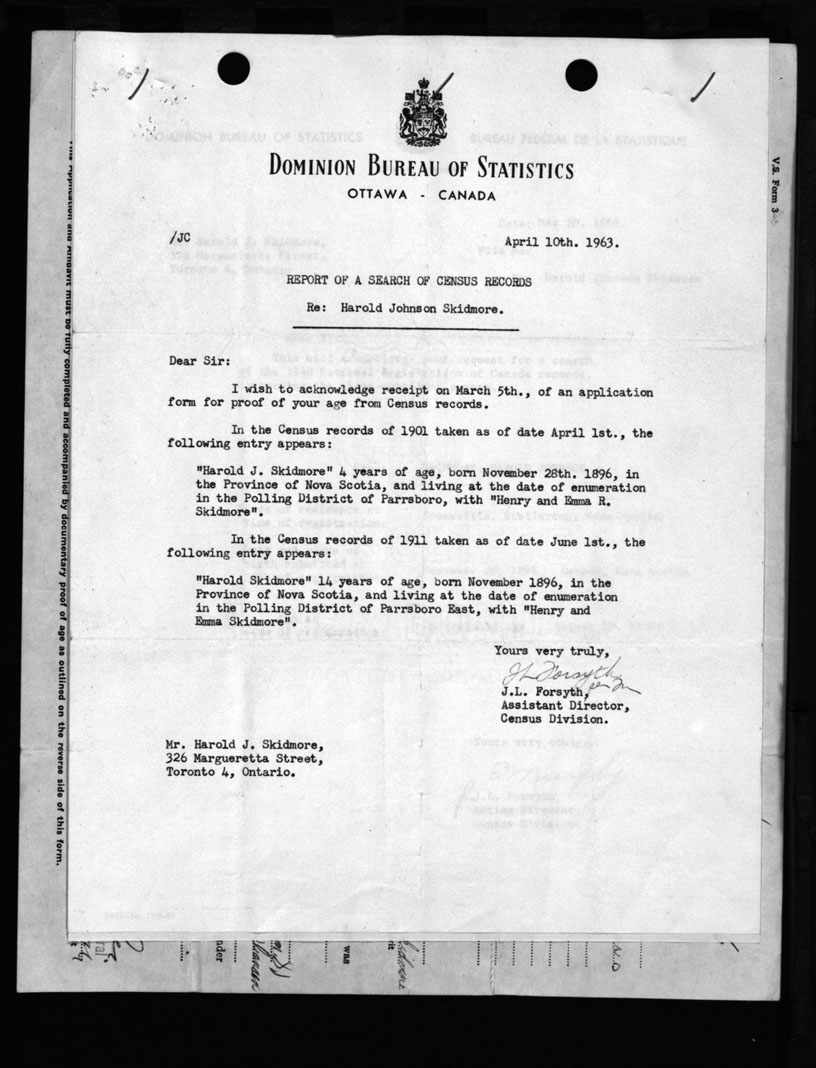 DOMINION BUREAU OF STATISTICS
OTTAWA - CANADA
/JC
April 10th. 1963.
REPORT OF A SEARCH OF CENSUS RECORDS
Re: Harold Johnson Skidmore.
Dear Sir:
I wish to acknowledge receipt on March 5th., of an application
form for proof of your age from Census records.
In the Census records of 1901 taken as of date April 1st., the
following entry appears:
"Harold J. Skidmore" 4 years of age, born November 28th. 1896, in
the Province of Nova Scotia, and living at the date of enumeration
in the Polling District of Parrsboro, with "Henry and Emma R.
Skidmore".
In the Census records of 1911 taken as of date June 1st., the
following entry appears:
"Harold Skidmore" 14 years of age, born November 1896, in the
Province of Nova Scotia, and living at the date of enumeration
in the Polling District of Parrsboro East, with "Henry and
Emma Skidmore".
Yours very truly,
JL Forsyth
J.L. Forsyth,
Assistant Director,
Census Division.
Mr. Harold J. Skidmore,
326 Margueretta Street,
Toronto 4, Ontario.
V.S. Form 3
and Affidavit must be fully completed and accompanied by documentary proof of age as outlined on the reverse side of this form.
nder
was